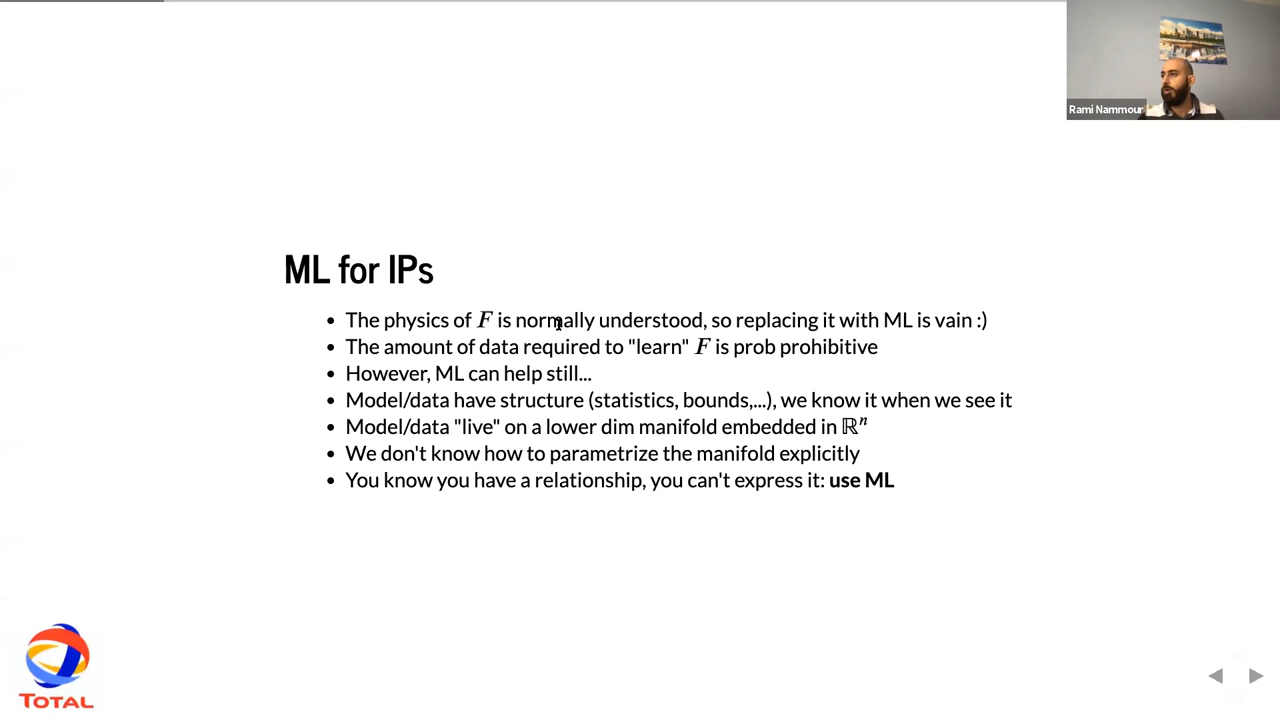 Rami Nammour
ML for IPs
• The physics of F is normally understood, so replacing it with ML is vain :)
• The amount of data required to "learn" F is prob prohibitive
• However, ML can help still...
• Model/data have structure (statistics, bounds,...), we know it when we see it
• Model/data "live" on a lower dim manifold embedded in ℝⁿ
• We don't know how to parametrize the manifold explicitly
• You know you have a relationship, you can't express it: use ML
TOTAL